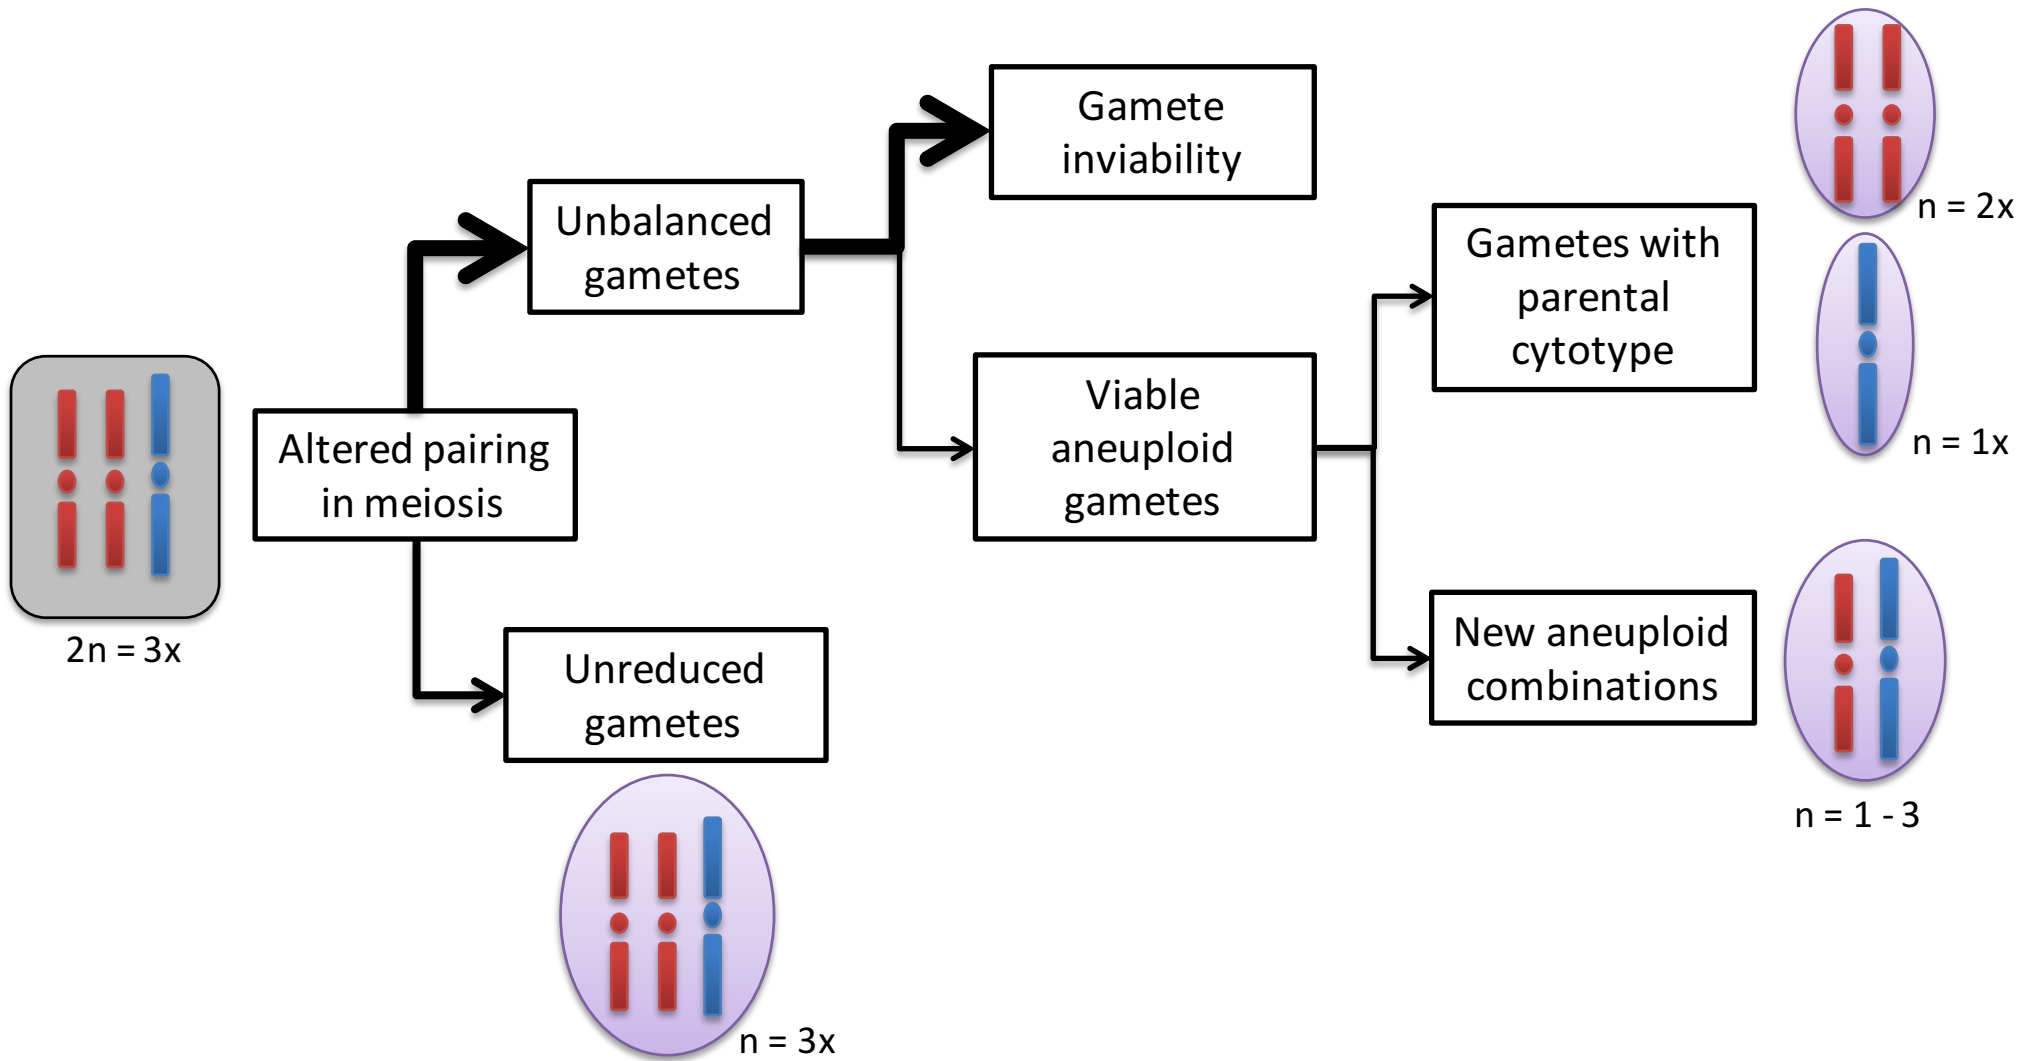 2n = 3x
Altered pairing
in meiosis
Unbalanced
gametes
Unreduced
gametes
n = 3x
Gamete
inviability
Viable
aneuploid
gametes
Gametes with
parental
cytotype
n = 2x
n = 1x
New aneuploid
combinations
n = 1 - 3